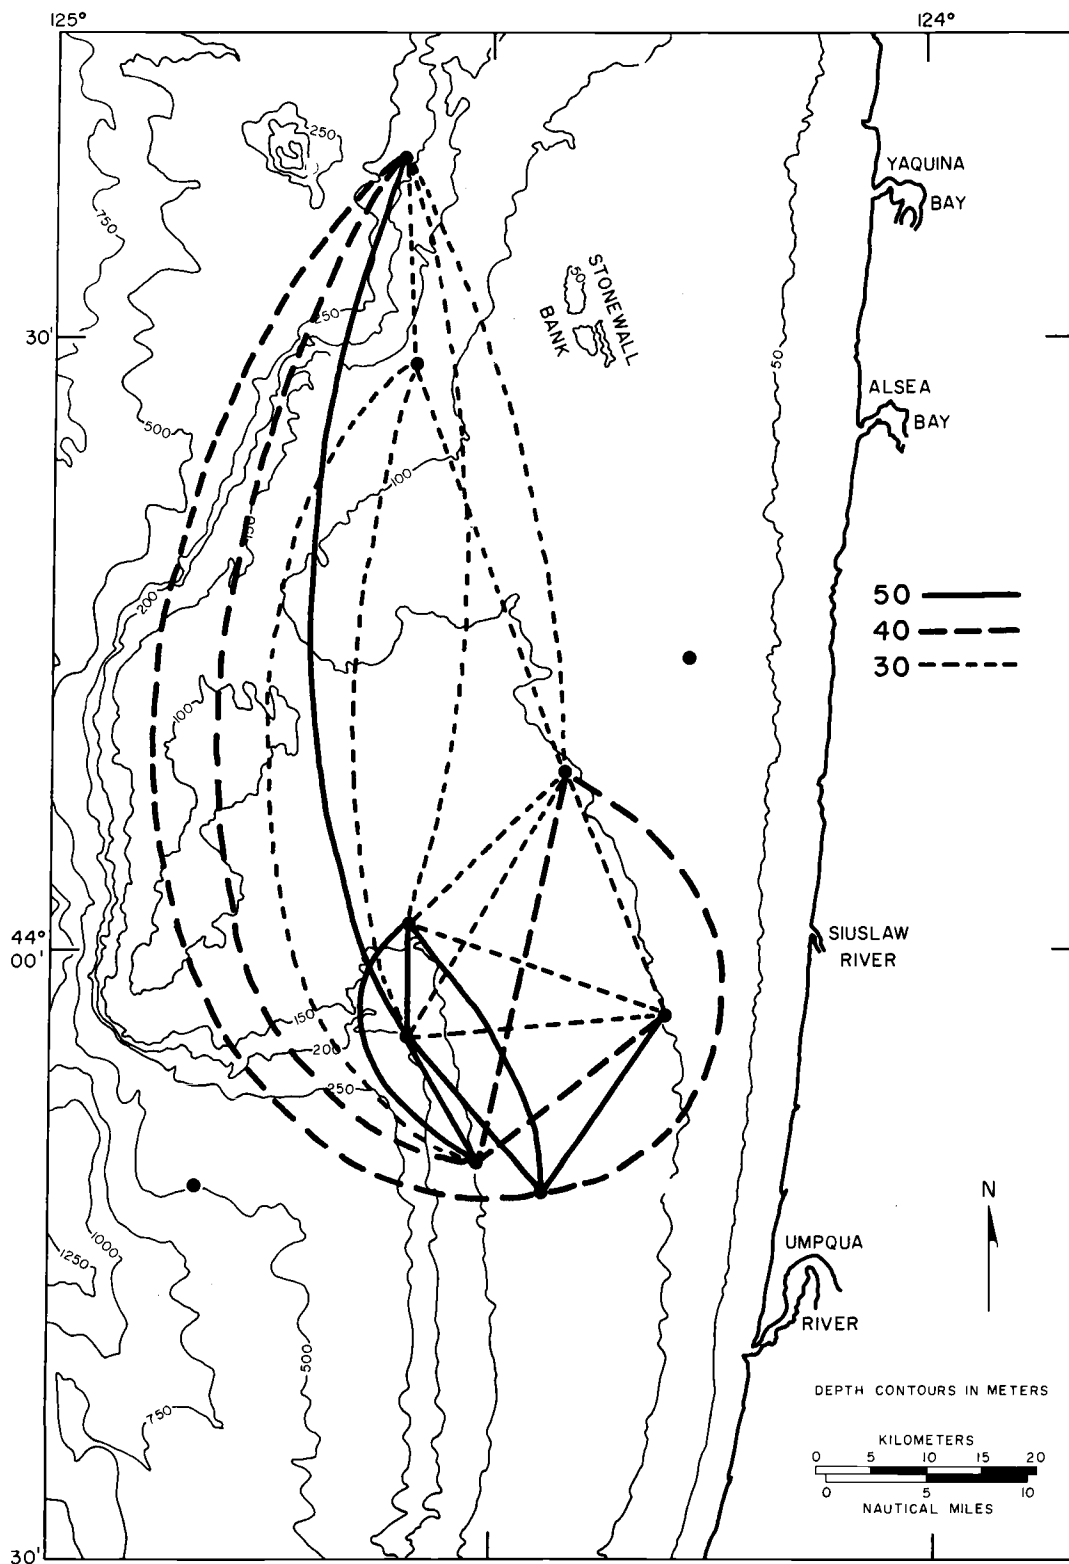 125°
124°
250
YAQUINA
BAY
750
STONEWALL
BANK
50
250
30'
50
ALSEA
BAY
500
100
150
200
50
40
30
100
44°
00'
SIUSLAW
RIVER
150
200
250
N
1000
1250
UMPQUA
RIVER
500
750
DEPTH CONTOURS IN METERS
KILOMETERS
0 5 10 15 20
0 5 10
NAUTICAL MILES
30'